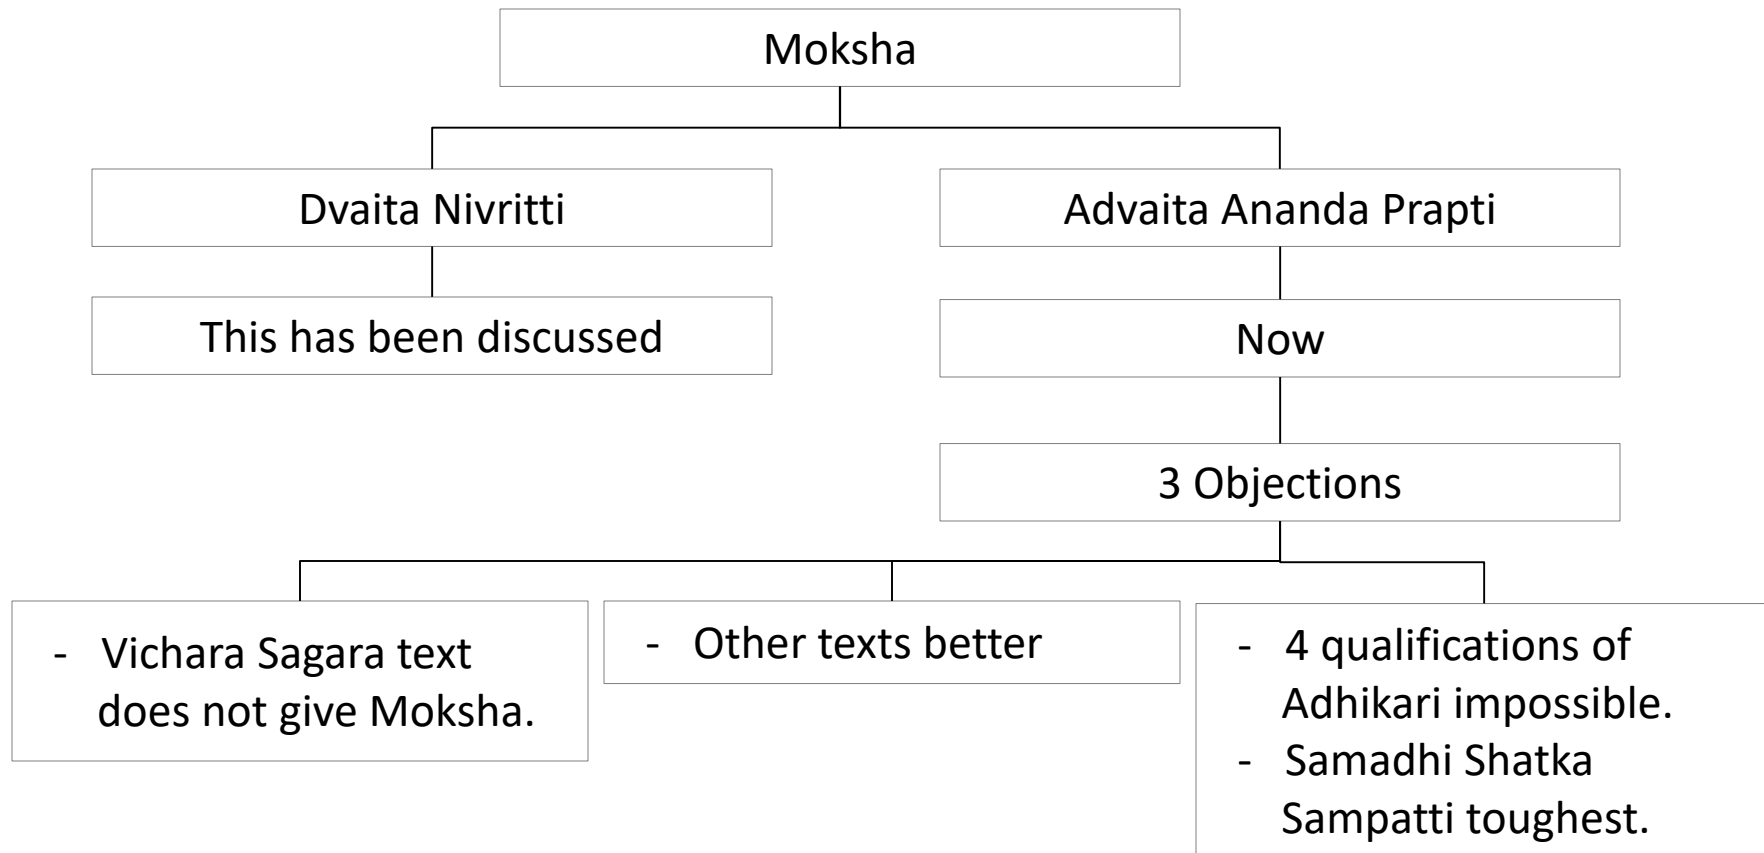 Moksha
Dvaita Nivritti
Advaita Ananda Prapti
This has been discussed
Now
3 Objections
- Vichara Sagara text
does not give Moksha.
- Other texts better
- 4 qualifications of
Adhikari impossible.
- Samadhi Shatka
Sampatti toughest.